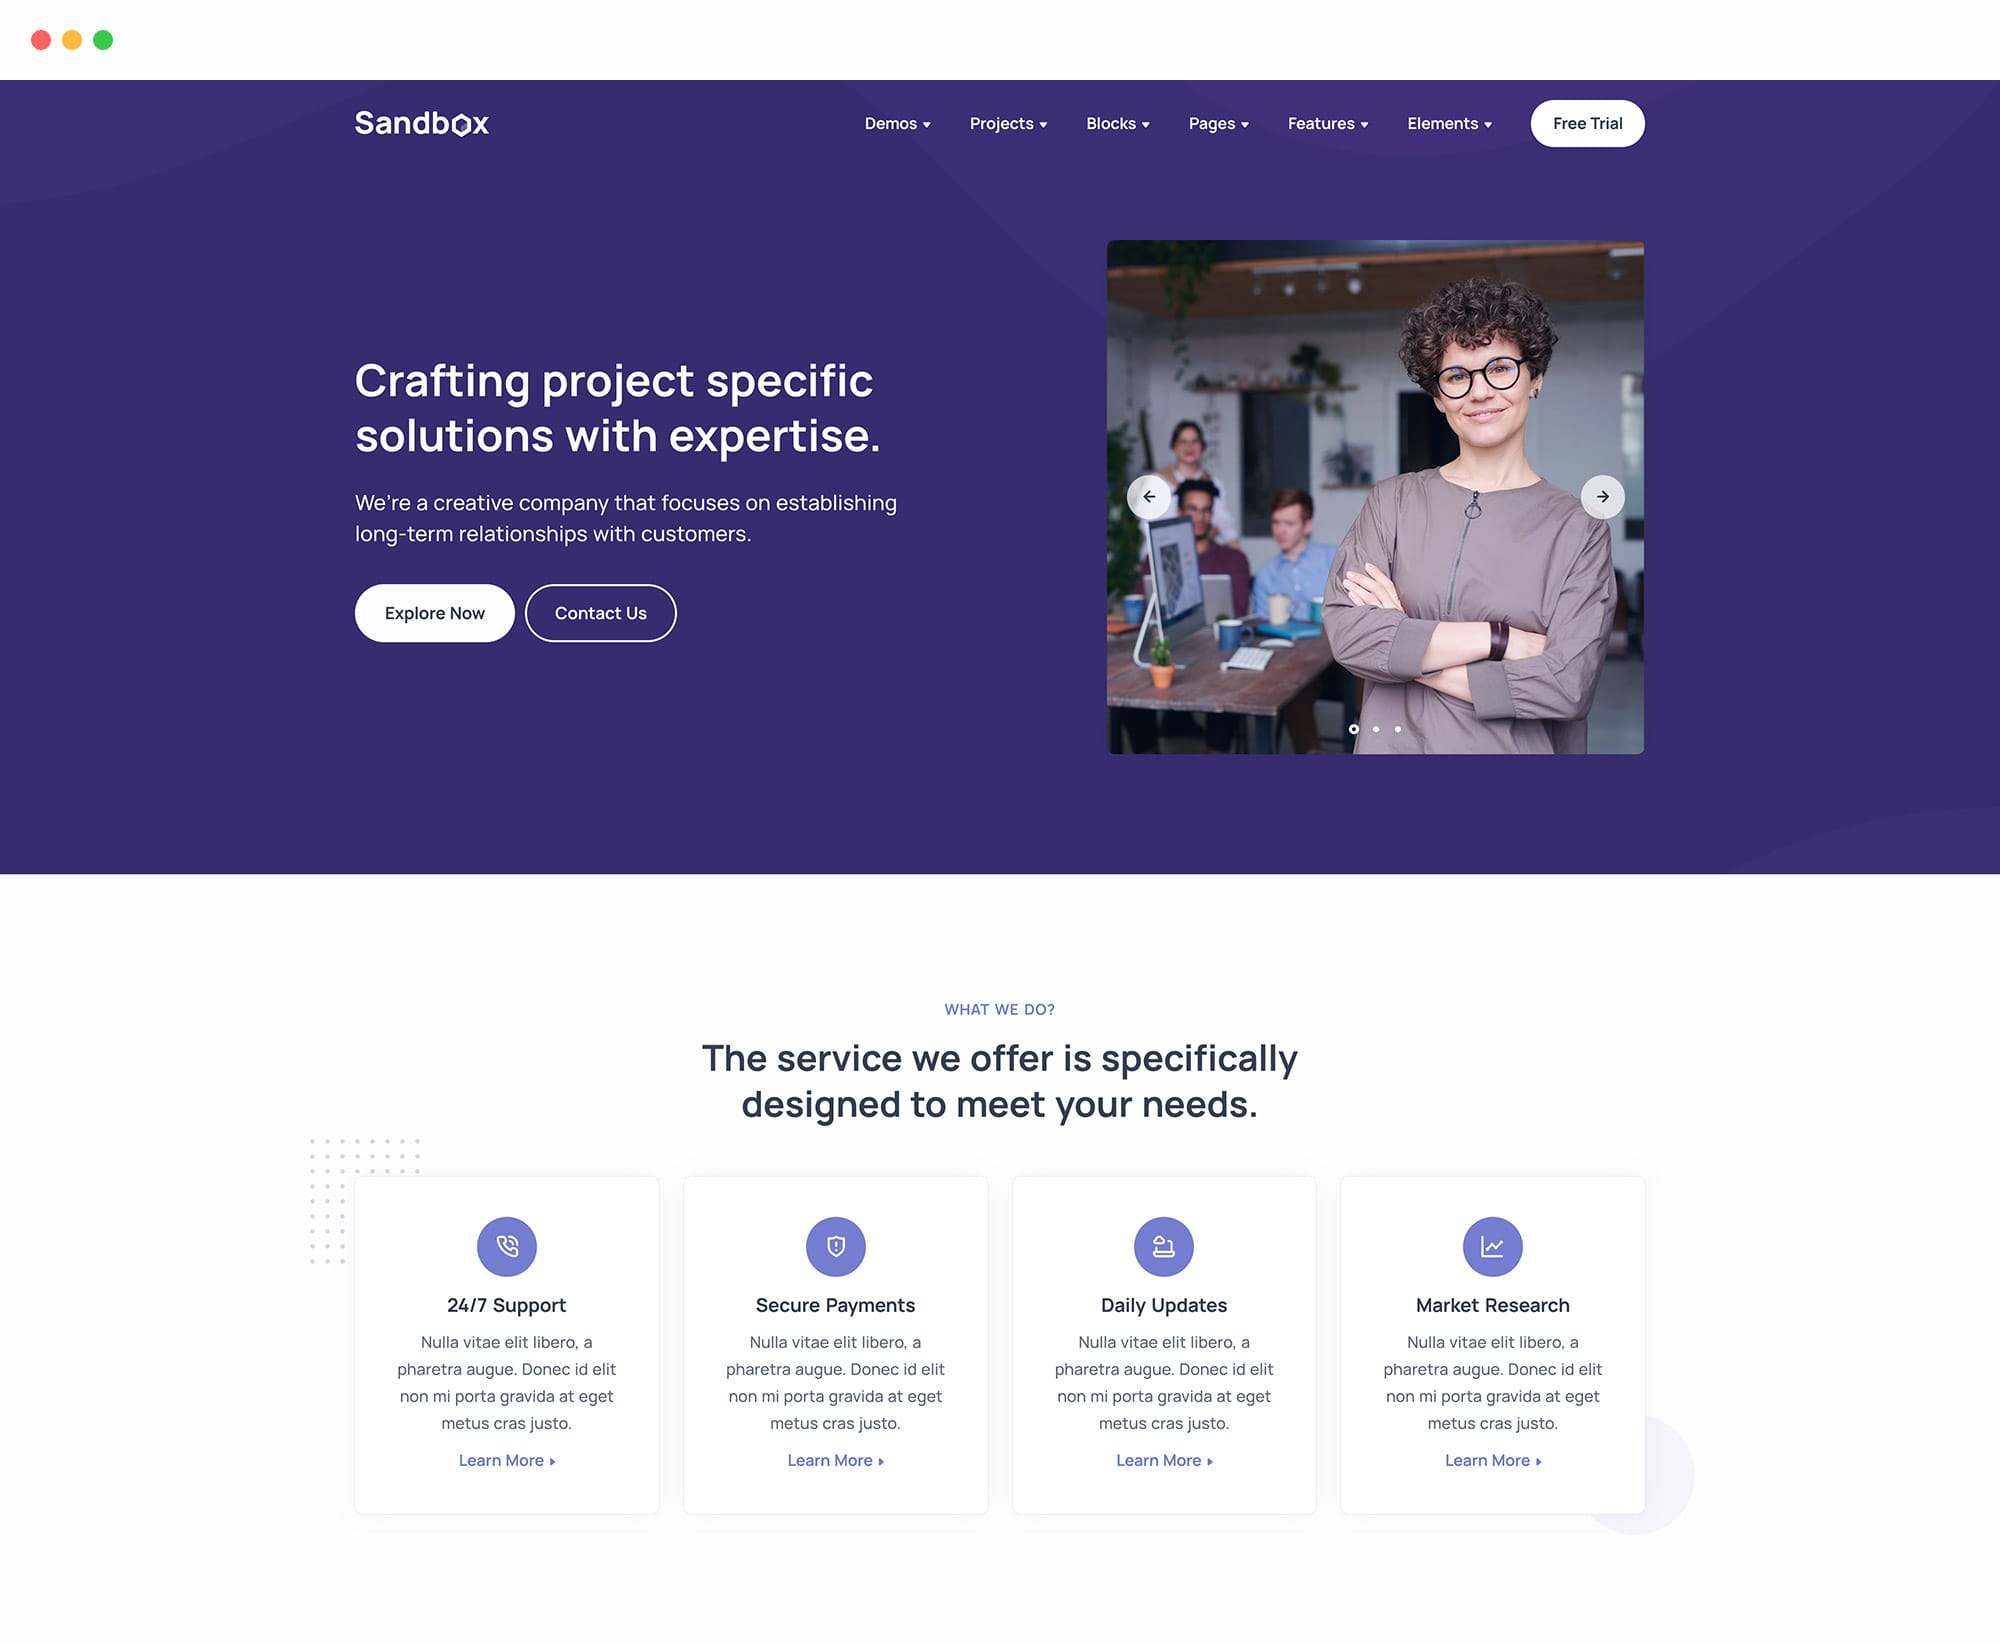 Sandbox
Demos
Projects
Blocks
Pages
Features
Elements
Free Trial
Crafting project specific
solutions with expertise.
We’re a creative company that focuses on establishing
long-term relationships with customers.
Explore Now
Contact Us
WHAT WE DO?
The service we offer is specifically
designed to meet your needs.
24/7 Support
Nulla vitae elit libero, a
pharetra augue. Donec id elit
non mi porta gravida at eget
metus cras justo.
Learn More
Secure Payments
Nulla vitae elit libero, a
pharetra augue. Donec id elit
non mi porta gravida at eget
metus cras justo.
Learn More
Daily Updates
Nulla vitae elit libero, a
pharetra augue. Donec id elit
non mi porta gravida at eget
metus cras justo.
Learn More
Market Research
Nulla vitae elit libero, a
pharetra augue. Donec id elit
non mi porta gravida at eget
metus cras justo.
Learn More